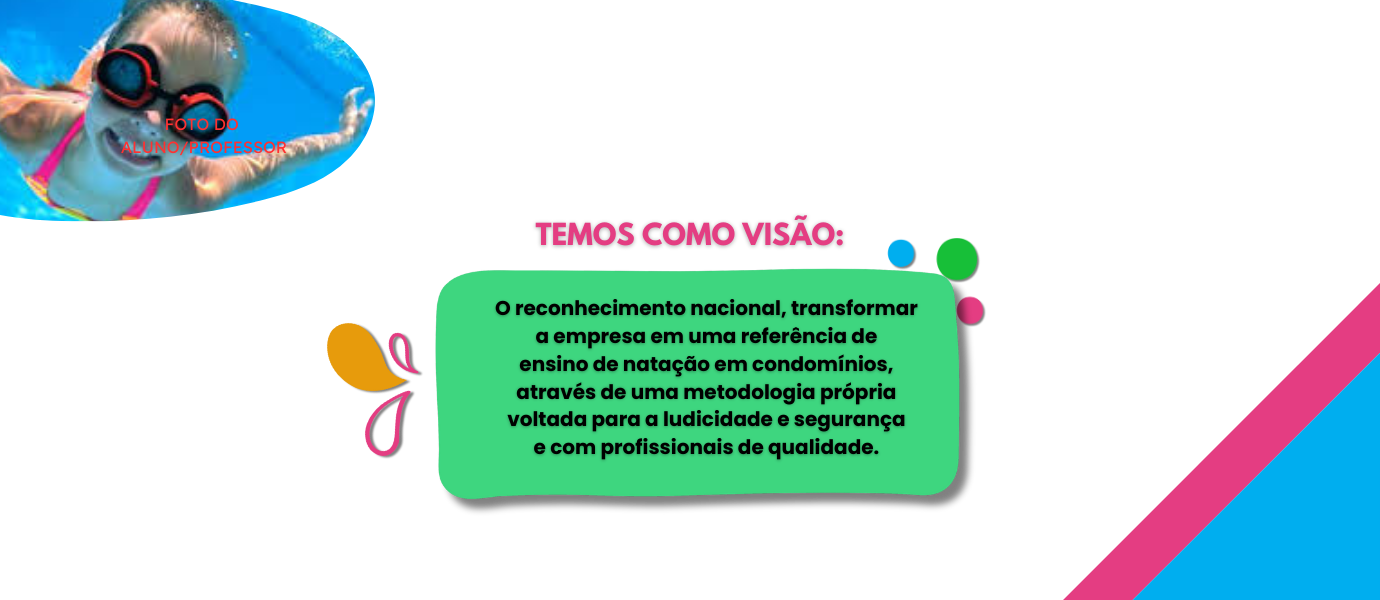 FOTO DO
ALUNO/PROFESSOR
TEMOS COMO VISÃO:
O reconhecimento nacional, transformar
a empresa em uma referência de
ensino de natação em condomínios,
através de uma metodologia própria
voltada para a ludicidade e segurança
e com profissionais de qualidade.